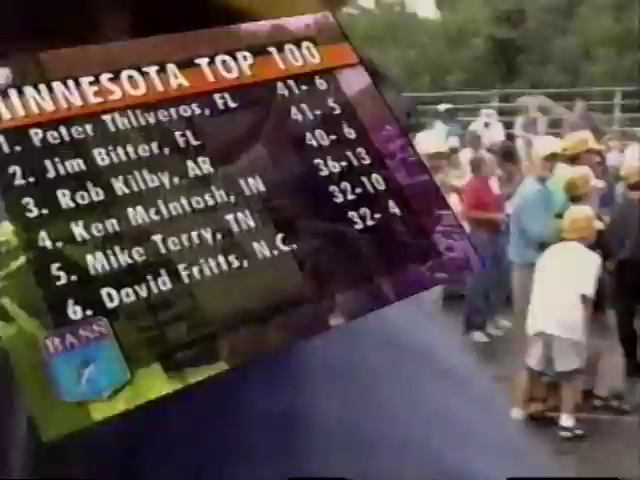 MINNESOTA TOP 100
1. Peter Thliveros, FL 41- 6
2. Jim Bitter, FL 41- 5
3. Rob Kilby, AR 40- 6
4. Ken McIntosh, IN 36-13
5. Mike Terry, TN 32-10
6. David Fritts, N.C. 32- 4
BASS